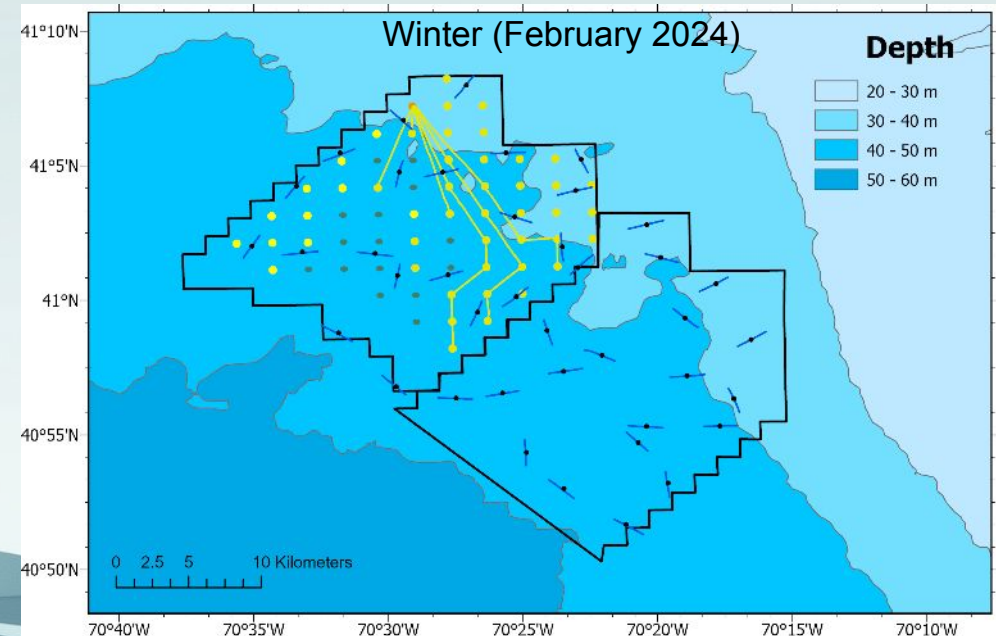 Winter (February 2024)
Depth
20 - 30 m
30 - 40 m
40 - 50 m
50 - 60 m
41°10'N
41°5'N
41°N
40°55'N
40°50'N
0 2.5 5 10 Kilometers
70°40'W 70°35'W 70°30'W 70°25'W 70°20'W 70°15'W 70°10'W